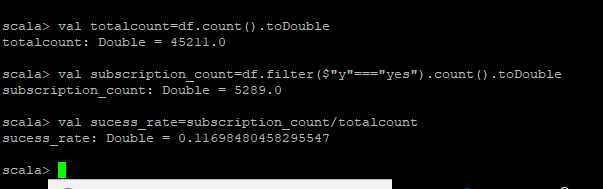 scala> val totalcount=df.count().toDouble
totalcount: Double = 45211.0
scala> val subscription_count=df.filter($"y"==="yes").count().toDouble
subscription_count: Double = 5289.0
scala> val sucess_rate=subscription_count/totalcount
sucess_rate: Double = 0.11698480458295547
scala>